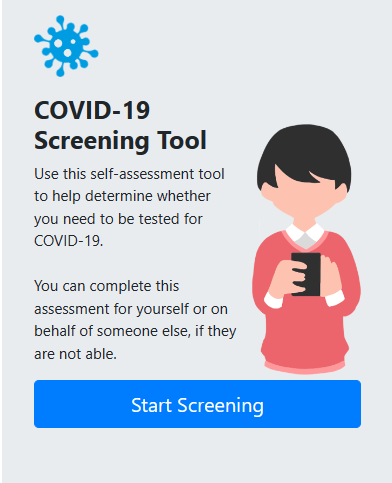 COVID-19
Screening Tool
Use this self-assessment tool
to help determine whether
you need to be tested for
COVID-19.
You can complete this
assessment for yourself or on
behalf of someone else, if they
are not able.
Start Screening